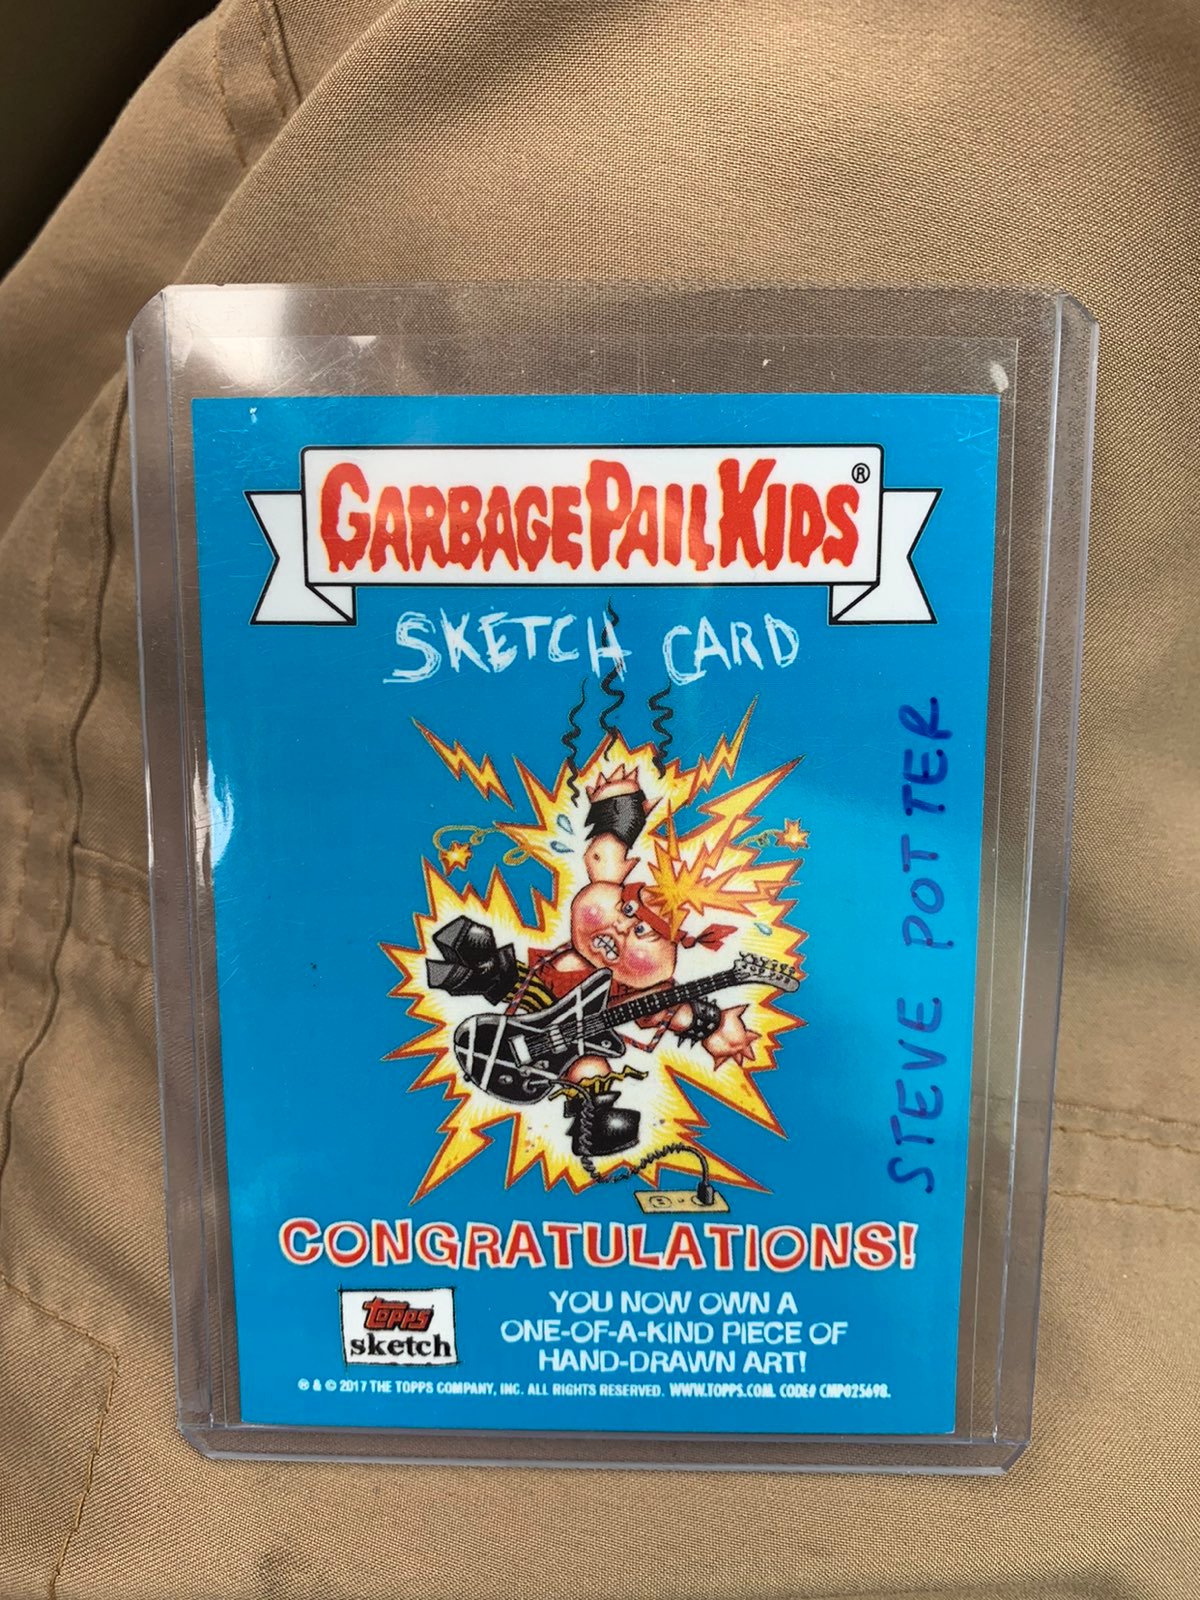 GARBAGE PAIL KIDS®
SKETCH CARD
STEVE POTTER
CONGRATULATIONS!
TOPPS
sketch
YOU NOW OWN A
ONE-OF-A-KIND PIECE OF
HAND-DRAWN ART!
® & © 2017 THE TOPPS COMPANY, INC. ALL RIGHTS RESERVED. WWW.TOPPS.COM. CODE# CMP025698.